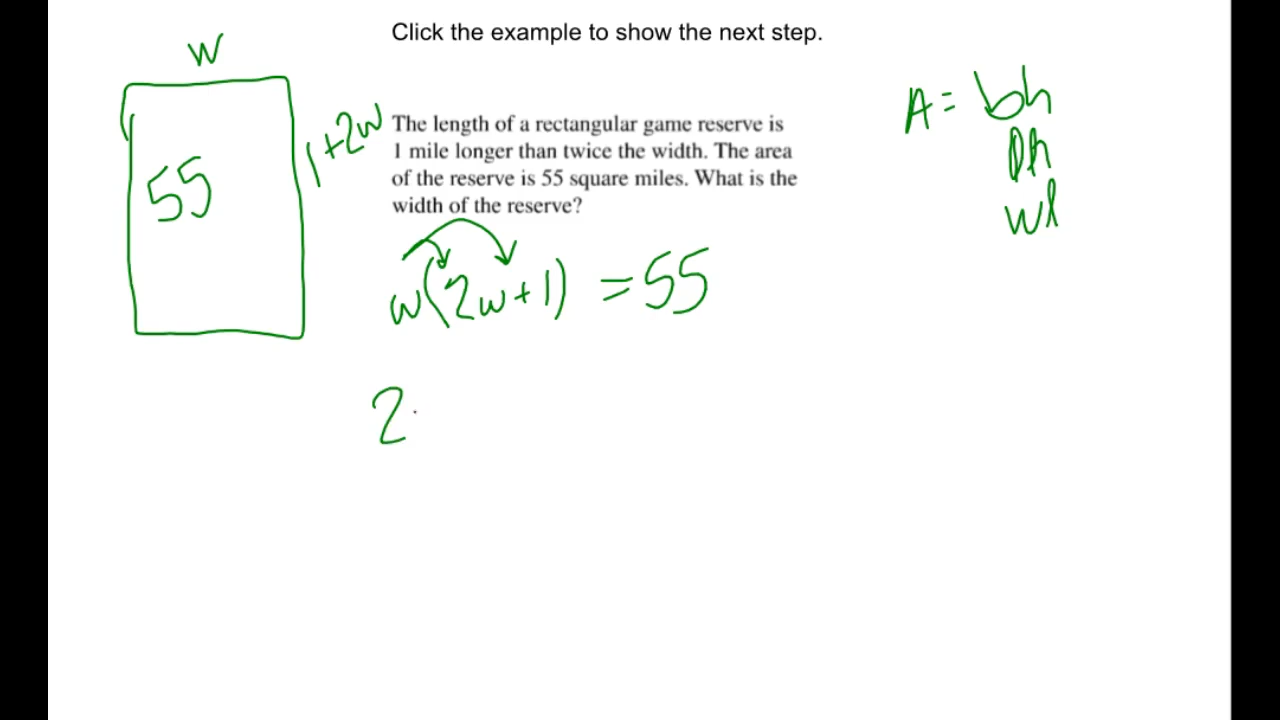 Click the example to show the next step.
w
A = bh
1+2w
The length of a rectangular game reserve is
1 mile longer than twice the width. The area
of the reserve is 55 square miles. What is the
width of the reserve?
55
wl
w(2w+1) = 55
2